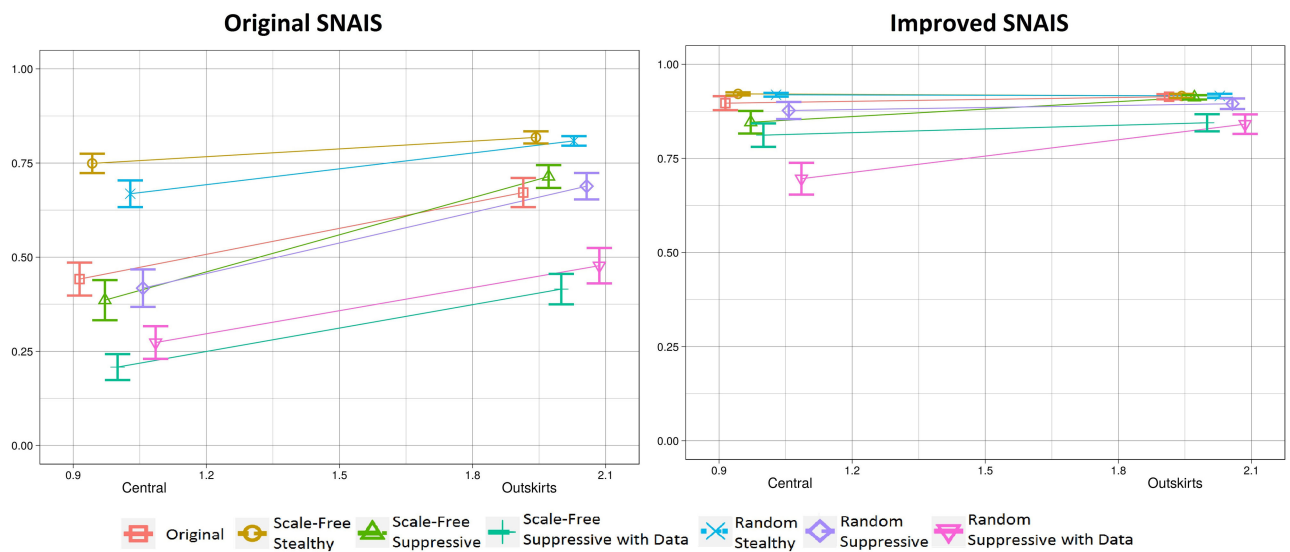 Original SNAIS
1.00
0.75
0.50
0.25
0.00
0.9
1.2
1.5
1.8
2.1
Central
Outskirts
Improved SNAIS
1.00
0.75
0.50
0.25
0.00
0.9
1.2
1.5
1.8
2.1
Central
Outskirts
Original
Scale-Free
Stealthy
Scale-Free
Suppressive
Scale-Free
Suppressive with Data
Random
Stealthy
Random
Suppressive
Random
Suppressive with Data